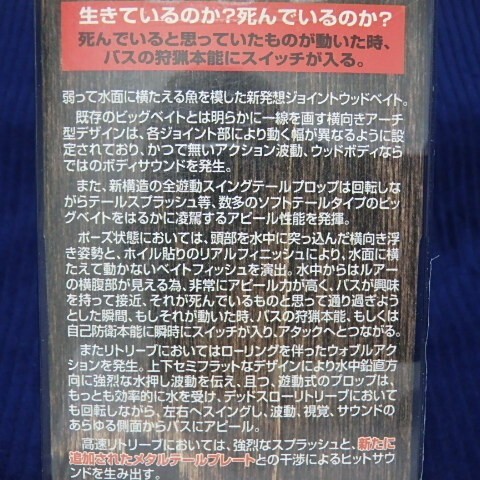 生きているのか?死んでいるのか?
死んでいると思っていたものが動いた時、
バスの狩猟本能にスイッチが入る。
弱って水面に横たえる魚を模した新発想ジョイントウッドベイト。
既存のビッグベイトとは明らかに一線を画す横向きアーチ
型デザインは、各ジョイント部により動く幅が異なるように設
定されており、かつて無いアクション波動、ウッドボディなら
ではのボディサウンドを発生。
また、新構造の全遊動スイングテールプロップは回転しな
がらテールスプラッシュ等、数多のソフトテールタイプのビッ
グベイトをはるかに凌駕するアピール性能を発揮。
ポーズ状態においては、頭部を水中に突っ込んだ横向き浮
き姿勢と、ホイル貼りのリアルフィニッシュにより、水面に横
たえて動かないベイトフィッシュを演出。水中からはルアー
の横腹部が見える為、非常にアピール力が高く、バスが興味
を持って接近、それが死んでいるものと思って通り過ぎよう
とした瞬間、もしそれが動いた時、バスの狩猟本能、もしくは
自己防衛本能に瞬時にスイッチが入り、アタックへとつながる。
またリトリーブにおいてはローリングを伴ったウォブルアク
ションを発生。上下セミフラットなデザインにより水中鉛直方
向に強烈な水押し波動を伝え、且つ、遊動式のプロップは、
もっとも効率的に水を受け、デッドスローリトリーブにおいて
も回転しながら、左右へスイングし、波動、視覚、サウンドの
あらゆる側面からバスにアピール。
高速リトリーブにおいては、強烈なスプラッシュと、新たに
追加されたメタルテールプレートとの干渉によるヒットサウ
ンドを生み出す。